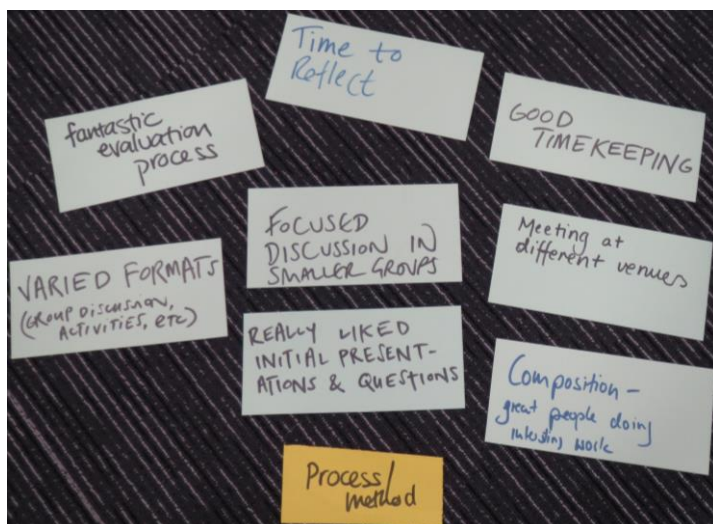 Time to
Reflect
fantastic
evaluation
process
GOOD
TIMEKEEPING
FOCUSED
DISCUSSION IN
SMALLER GROUPS
Meeting at
different venues
VARIED FORMATS
(GROUP DISCUSSION,
ACTIVITIES, ETC)
REALLY LIKED
INITIAL PRESENT-
ATIONS & QUESTIONS
Composition –
great people doing
work
Process/
method